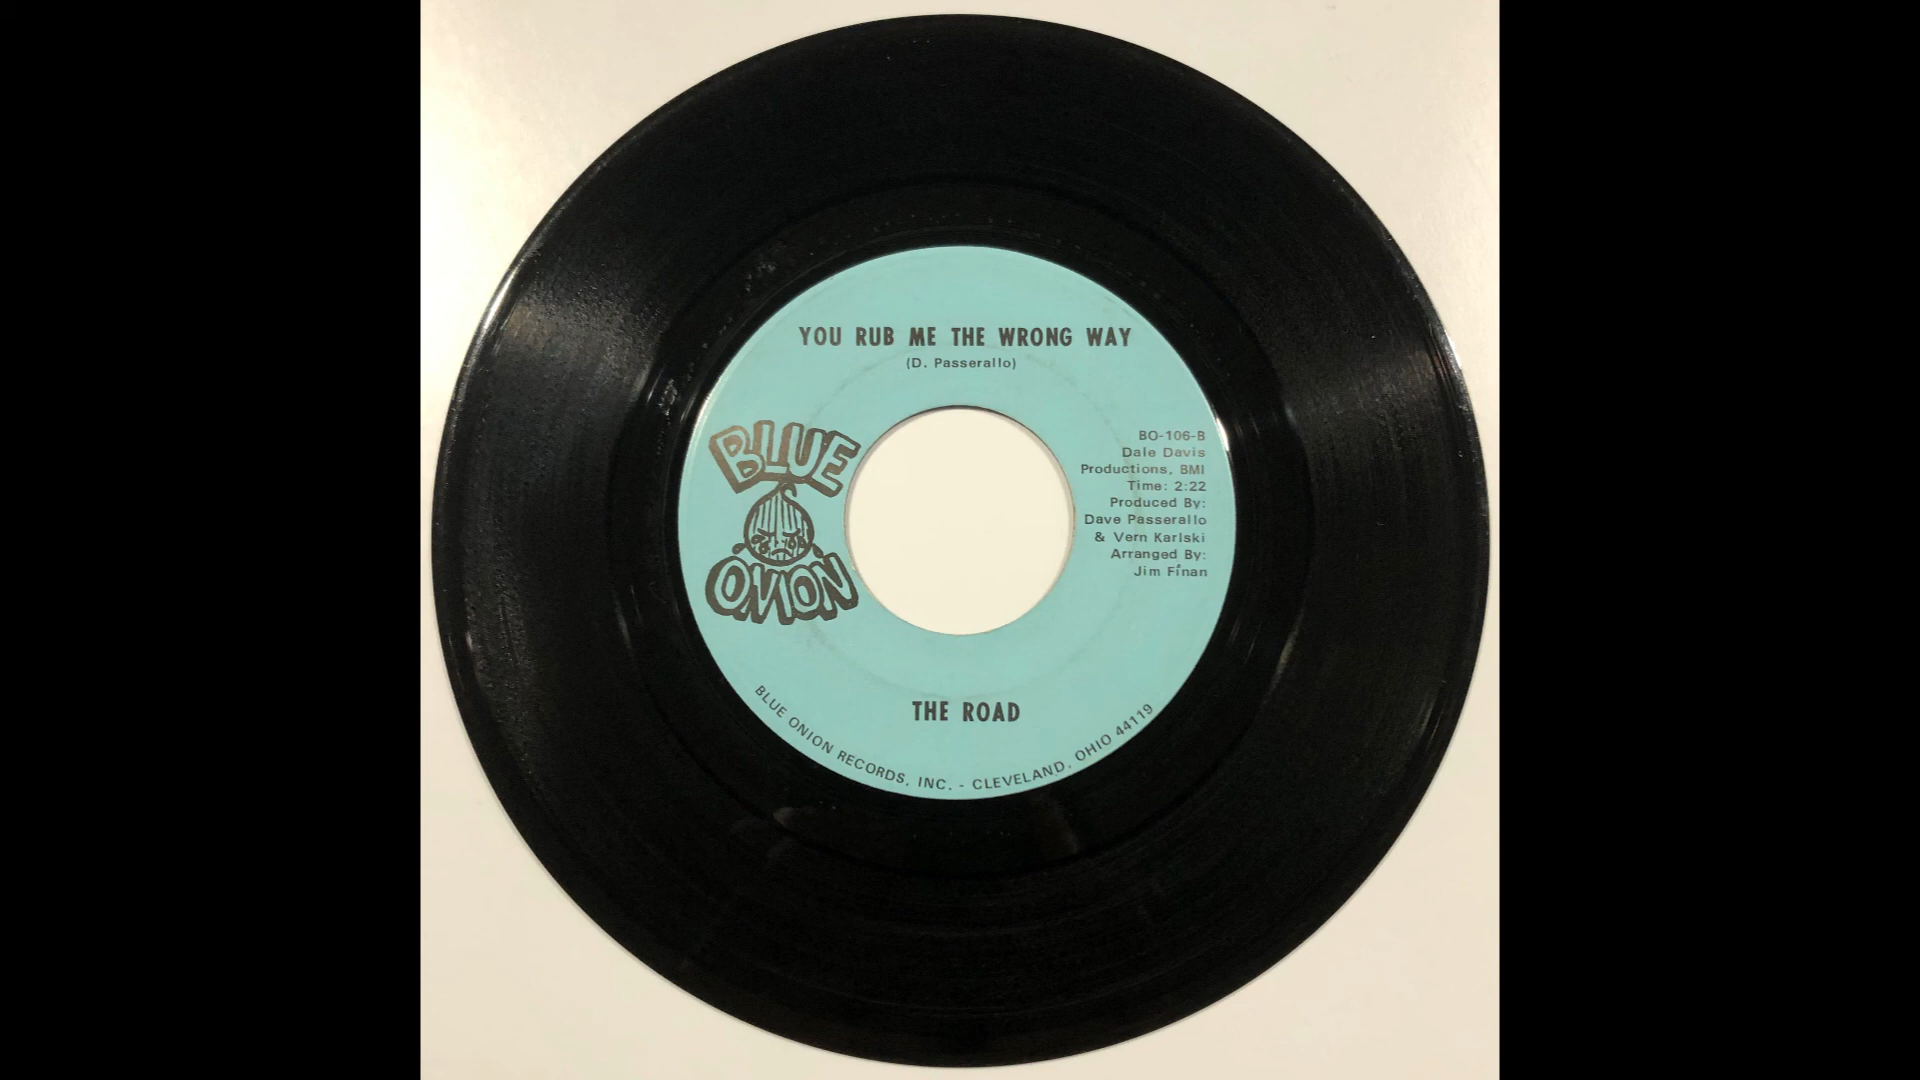 YOU RUB ME THE WRONG WAY
(D. Passerallo)
BLUE
ONION
BO-106-B
Dale Davis
Productions, BMI
Time: 2:22
Produced By:
Dave Passerallo
& Vern Karlski
Arranged By:
Jim Finan
THE ROAD
BLUE ONION RECORDS, INC. - CLEVELAND, OHIO 44119